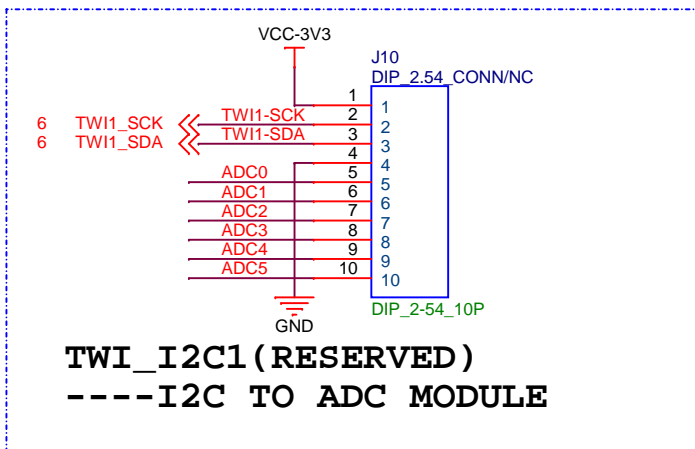 VCC-3V3
J10
DIP_2.54_CONN/NC
1 1
6 TWI1_SCK TWI1-SCK 2 2
6 TWI1_SDA TWI1-SDA 3 3
4 4
ADC0 5 5
ADC1 6 6
ADC2 7 7
ADC3 8 8
ADC4 9 9
ADC5 10 10
DIP_2-54_10P
GND
TWI_I2C1(RESERVED)
----I2C TO ADC MODULE